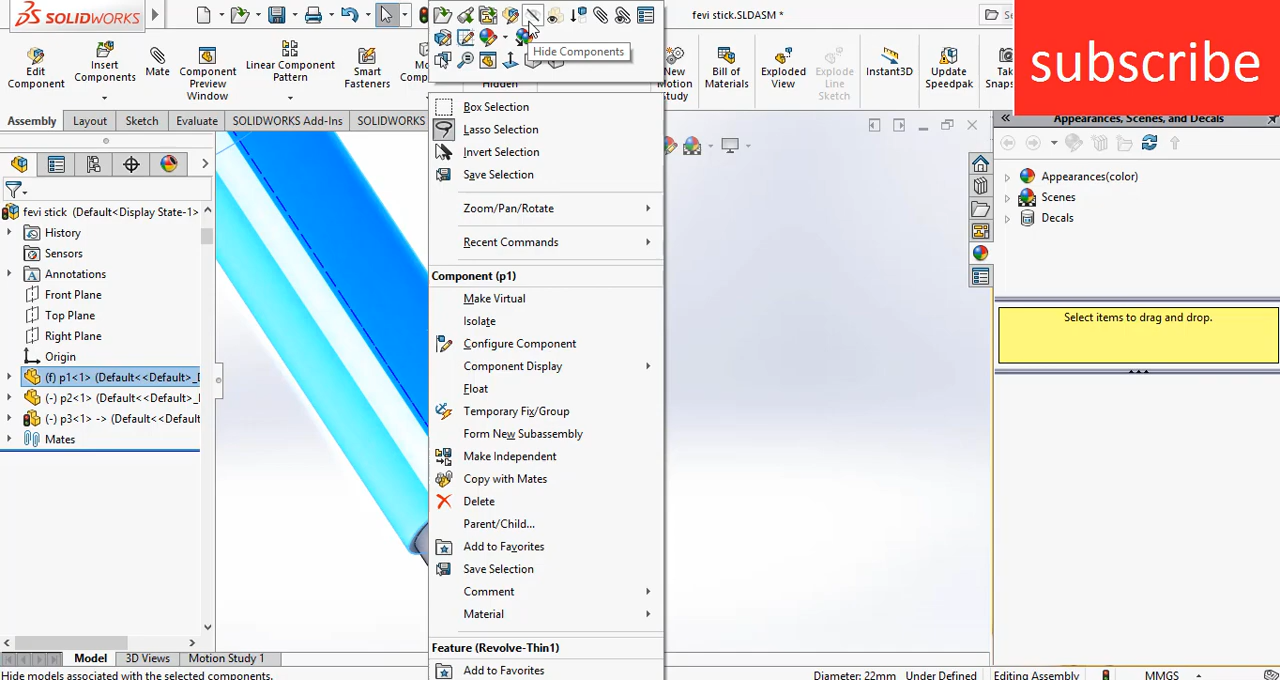 SOLIDWORKS
fevi stick.SLDASM *
subscribe
Edit Component
Insert Components
Mate
Component Preview Window
Linear Component Pattern
Smart Fasteners
Hidden
New Motion Study
Bill of Materials
Exploded View
Explode Line Sketch
Instant3D
Update Speedpak
Hide Components
Assembly
Layout
Sketch
Evaluate
SOLIDWORKS Add-Ins
SOLIDWORKS
Appearances, Scenes, and Decals
Appearances(color)
Scenes
Decals
Select items to drag and drop.
fevi stick (Default<Display State-1>
History
Sensors
Annotations
Front Plane
Top Plane
Right Plane
Origin
(f) p1<1> (Default<<Default>_
(-) p2<1> (Default<<Default>_
(-) p3<1> -> (Default<<Default
Mates
Box Selection
Lasso Selection
Invert Selection
Save Selection
Zoom/Pan/Rotate
Recent Commands
Component (p1)
Make Virtual
Isolate
Configure Component
Component Display
Float
Temporary Fix/Group
Form New Subassembly
Make Independent
Copy with Mates
Delete
Parent/Child...
Add to Favorites
Save Selection
Comment
Material
Feature (Revolve-Thin1)
Add to Favorites
Model
3D Views
Motion Study 1
Hide models associated with the selected components.
Diameter: 22mm
Under Defined
Editing Assembly
MMGS